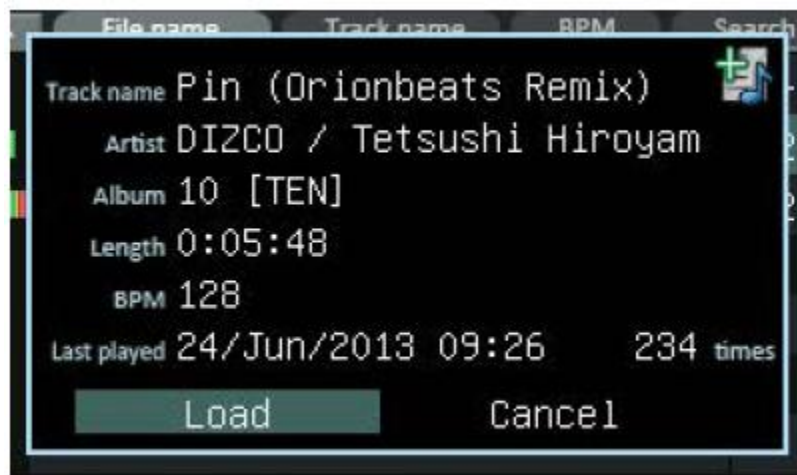 File name Track name BPM Search
Track name Pin (Orionbeats Remix)
Artist DIZCO / Tetsushi Hiroyam
Album 10 [TEN]
Length 0:05:48
BPM 128
Last played 24/Jun/2013 09:26 234 times
Load Cancel